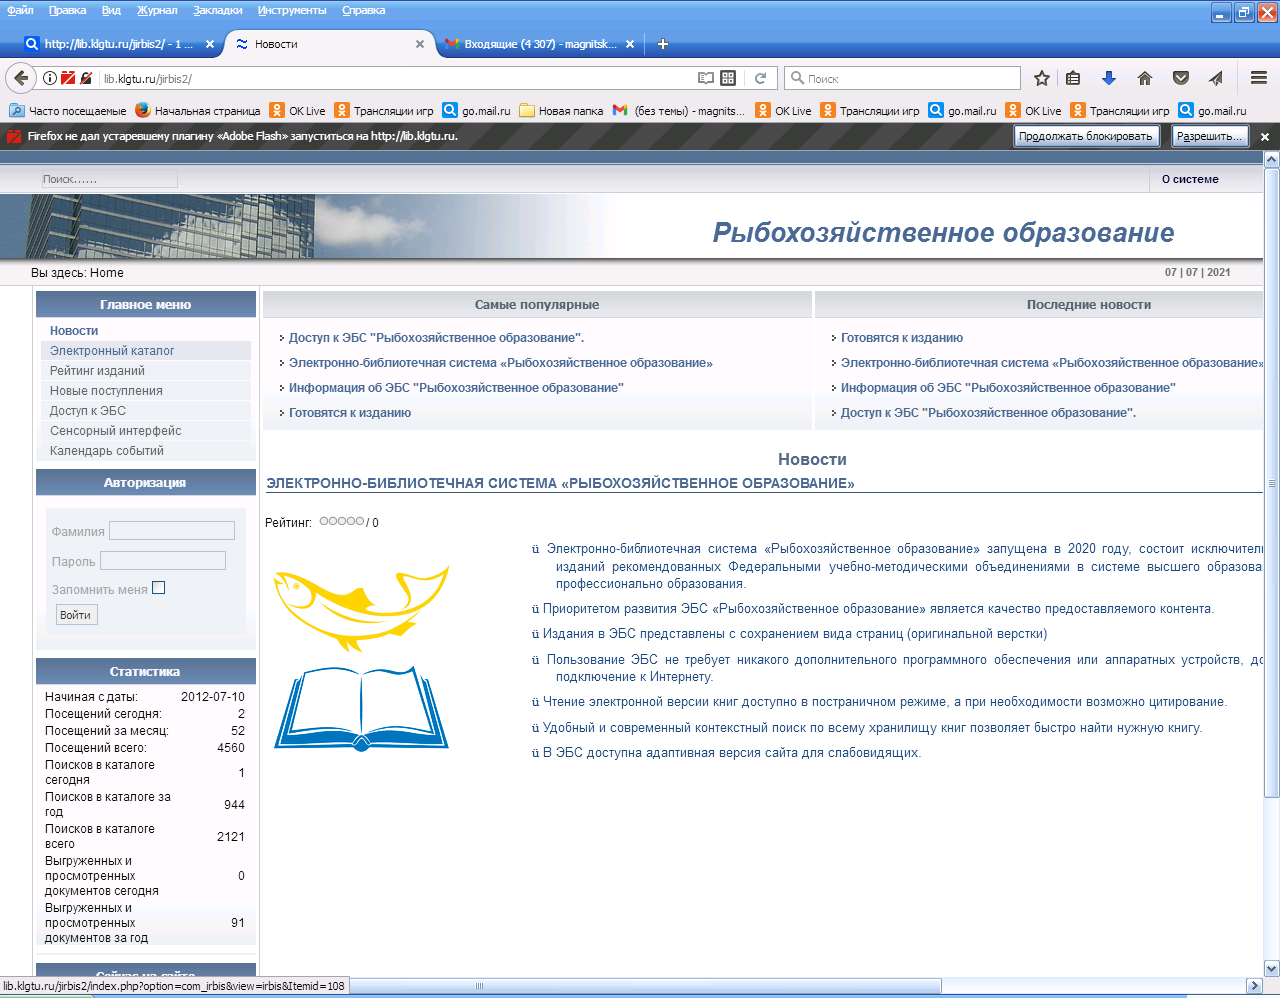 Файл Правка Вид Журнал Закладки Инструменты Справка
http://lib.klgtu.ru/jirbis2/ - 1 ...
Новости
Входящие (4 307) - magnitsk...
lib.klgtu.ru/jirbis2/
Поиск
Часто посещаемые Начальная страница OK Live Трансляции игр go.mail.ru Новая папка (без темы) - magnits... OK Live Трансляции игр go.mail.ru OK Live Трансляции игр go.mail.ru
Firefox не дал устаревшему плагину «Adobe Flash» запуститься на http://lib.klgtu.ru.
Продолжать блокировать
Разрешить...
Поиск......
О системе
Рыбохозяйственное образование
Вы здесь: Home
07 | 07 | 2021
Главное меню
Новости
Электронный каталог
Рейтинг изданий
Новые поступления
Доступ к ЭБС
Сенсорный интерфейс
Календарь событий
Авторизация
Фамилия
Пароль
Запомнить меня
Войти
Статистика
Начиная с даты: 2012-07-10
Посещений сегодня: 2
Посещений за месяц: 52
Посещений всего: 4560
Поисков в каталоге
сегодня 1
Поисков в каталоге за
год 944
Поисков в каталоге
всего 2121
Выгруженных и
просмотренных 0
документов сегодня
Выгруженных и
просмотренных 91
документов за год
Сейчас на сайте
Самые популярные
Доступ к ЭБС "Рыбохозяйственное образование".
Электронно-библиотечная система «Рыбохозяйственное образование»
Информация об ЭБС "Рыбохозяйственное образование"
Готовятся к изданию
Последние новости
Готовятся к изданию
Электронно-библиотечная система «Рыбохозяйственное образование»
Информация об ЭБС "Рыбохозяйственное образование"
Доступ к ЭБС "Рыбохозяйственное образование".
Новости
ЭЛЕКТРОННО-БИБЛИОТЕЧНАЯ СИСТЕМА «РЫБОХОЗЯЙСТВЕННОЕ ОБРАЗОВАНИЕ»
Рейтинг: / 0
ü Электронно-библиотечная система «Рыбохозяйственное образование» запущена в 2020 году, состоит исключитель
изданий рекомендованных Федеральными учебно-методическими объединениями в системе высшего образова
профессионально образования.
ü Приоритетом развития ЭБС «Рыбохозяйственное образование» является качество предоставляемого контента.
ü Издания в ЭБС представлены с сохранением вида страниц (оригинальной верстки)
ü Пользование ЭБС не требует никакого дополнительного программного обеспечения или аппаратных устройств, до
подключение к Интернету.
ü Чтение электронной версии книг доступно в постраничном режиме, а при необходимости возможно цитирование.
ü Удобный и современный контекстный поиск по всему хранилищу книг позволяет быстро найти нужную книгу.
ü В ЭБС доступна адаптивная версия сайта для слабовидящих.
lib.klgtu.ru/jirbis2/index.php?option=com_irbis&view=irbis&Itemid=108